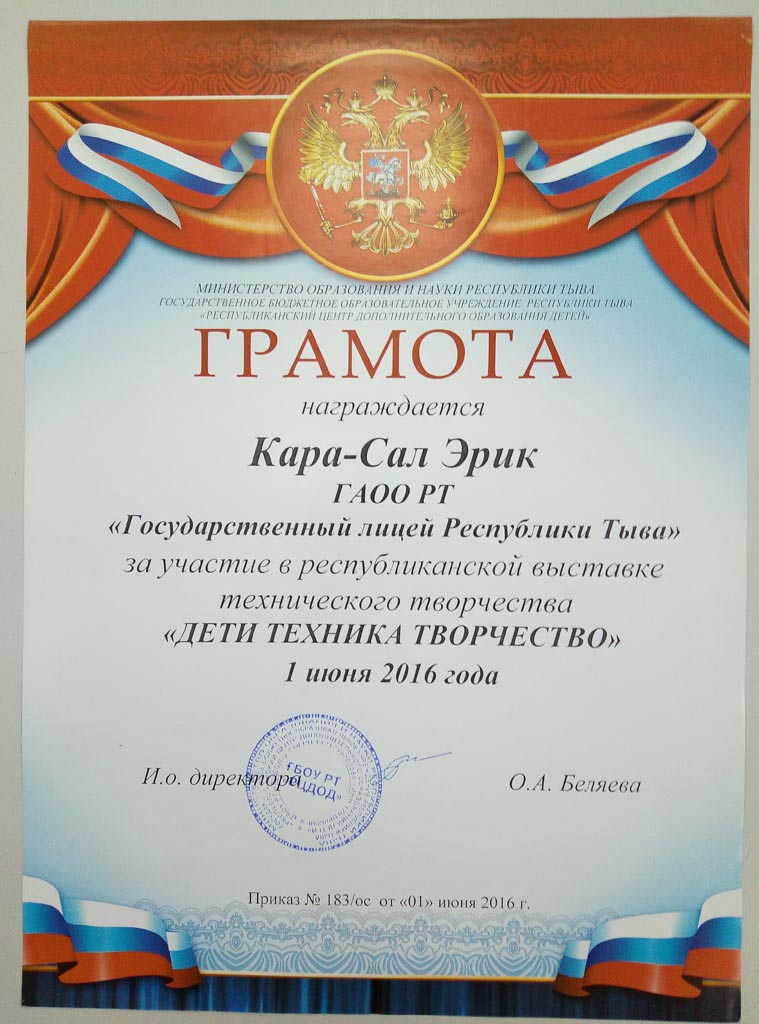 МИНИСТЕРСТВО ОБРАЗОВАНИЯ И НАУКИ РЕСПУБЛИКИ ТЫВА
ГОСУДАРСТВЕННОЕ БЮДЖЕТНОЕ ОБРАЗОВАТЕЛЬНОЕ УЧРЕЖДЕНИЕ РЕСПУБЛИКИ ТЫВА
«РЕСПУБЛИКАНСКИЙ ЦЕНТР ДОПОЛНИТЕЛЬНОГО ОБРАЗОВАНИЯ ДЕТЕЙ»
ГРАМОТА
награждается
Кара-Сал Эрик
ГАОО РТ
«Государственный лицей Республики Тыва»
за участие в республиканской выставке
технического творчества
«ДЕТИ ТЕХНИКА ТВОРЧЕСТВО»
1 июня 2016 года
И.о. директора
ГБОУ РТ
«РЦДОД»
О.А. Беляева
Приказ № 183/ос от «01» июня 2016 г.